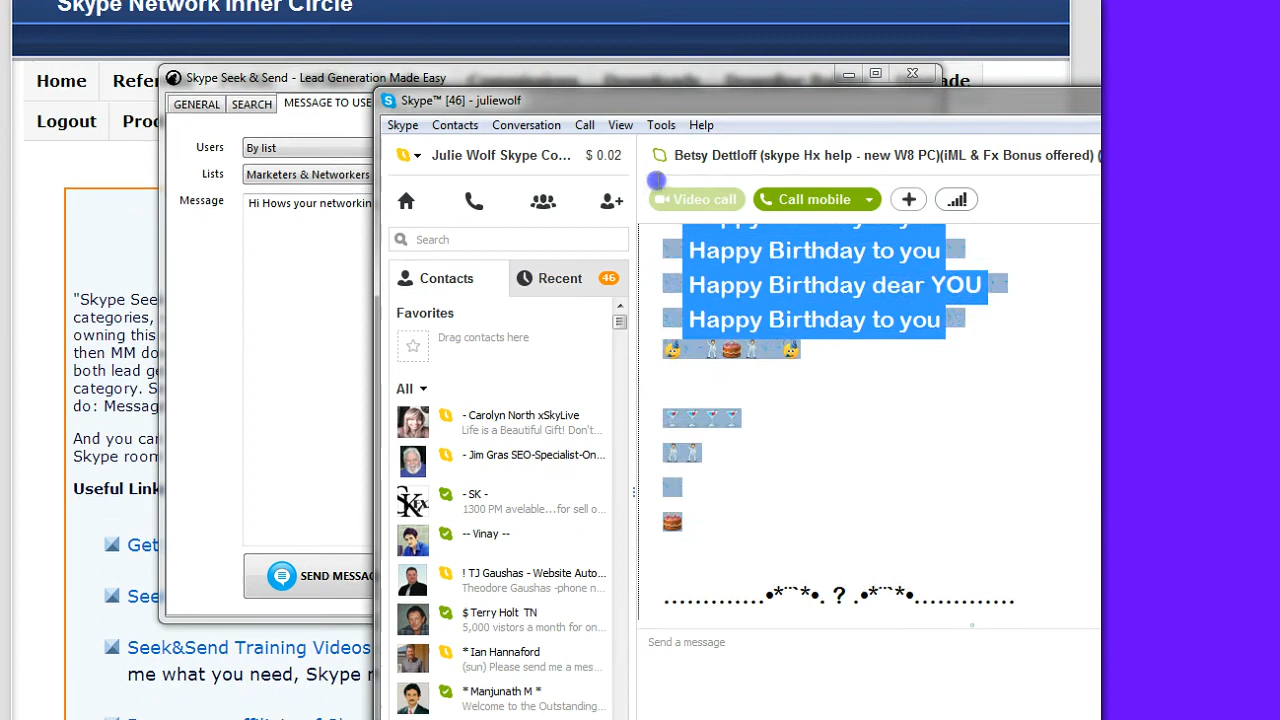 Skype Network Inner Circle
Home
Logout
Skype Seek & Send - Lead Generation Made Easy
GENERAL SEARCH MESSAGE TO USE
Users By list
Lists Marketers & Networkers
Message Hi Hows your networkin
SEND MESSA
"Skype See
categories,
owning this
then MM do
both lead ge
category. S
do: Messag
And you can
Skype room
Useful Link
Get
See
Seek&Send Training Videos
me what you need, Skype
Skype™ [46] - juliewolf
Skype Contacts Conversation Call View Tools Help
Julie Wolf Skype Co... $ 0.02
Search
Contacts Recent 46
Favorites
Drag contacts here
All
- Carolyn North xSkyLive
Life is a Beautiful Gift! Don't...
- Jim Gras SEO-Specialist-On...
- SK -
1300 PM avelable...for sell o...
-- Vinay --
! TJ Gaushas - Website Auto...
Theodore Gaushas -phone n...
$ Terry Holt TN
5,000 vistors a month for on...
* Ian Hannaford
(sun) Please send me a mes...
* Manjunath M *
Welcome to the Outstanding...
Betsy Dettloff (skype Hx help - new W8 PC)(iML & Fx Bonus offered) (
Video call Call mobile
Happy Birthday to you
Happy Birthday dear YOU
Happy Birthday to you
.............•*¨¨*•. ? .•*¨¨*•.............
Send a message